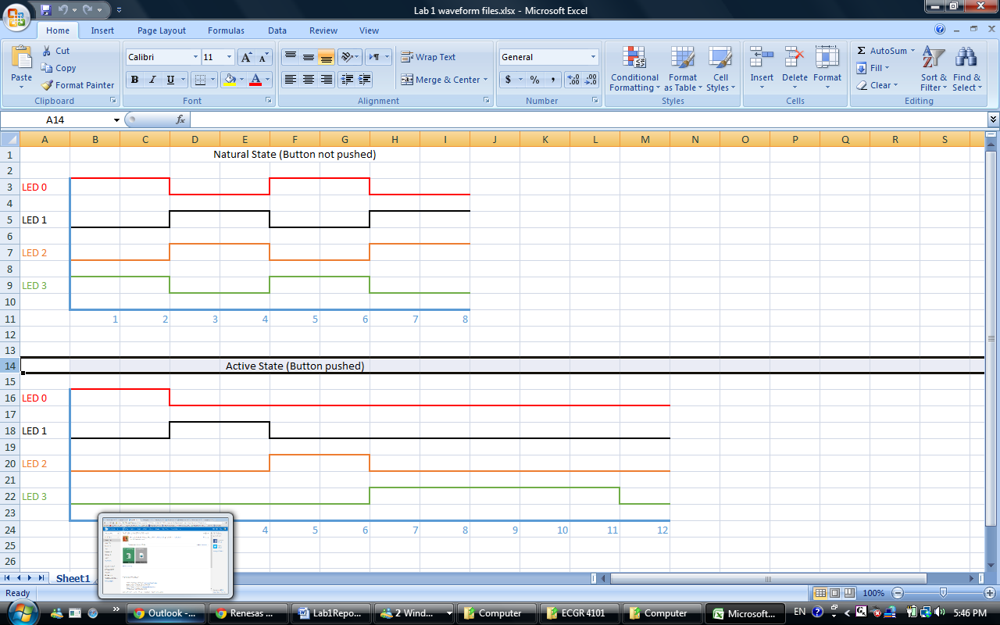 Lab 1 waveform files.xlsx - Microsoft Excel
Home Insert Page Layout Formulas Data Review View
Paste Cut Copy Format Painter Clipboard
Calibri 11 A A B I U A Font
Wrap Text Merge & Center Alignment
General $ % , .0 .00 .00 .0 Number
Conditional Formatting Format as Table Cell Styles Styles
Insert Delete Format Cells
Σ AutoSum Fill Clear Sort & Filter Find & Select Editing
A14 fx
A B C D E F G H I J K L M N O P Q R S
1 Natural State (Button not pushed)
2
3 LED 0
4
5 LED 1
6
7 LED 2
8
9 LED 3
10
11 1 2 3 4 5 6 7 8
12
13
14 Active State (Button pushed)
15
16 LED 0
17
18 LED 1
19
20 LED 2
21
22 LED 3
23
24 4 5 6 7 8 9 10 11 12
25
26
Sheet1
Ready 100%
Outlook -... Renesas ... Lab1Repo... 2 Wind... Computer ECGR 4101 Computer Microsoft... EN 5:46 PM